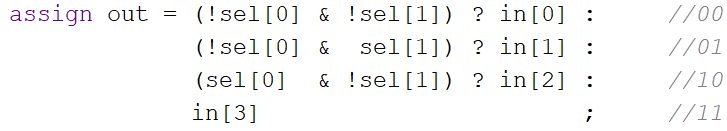 assign out = (!sel[0] & !sel[1]) ? in[0] : //00
(!sel[0] & sel[1]) ? in[1] : //01
(sel[0] & !sel[1]) ? in[2] : //10
in[3] ; //11